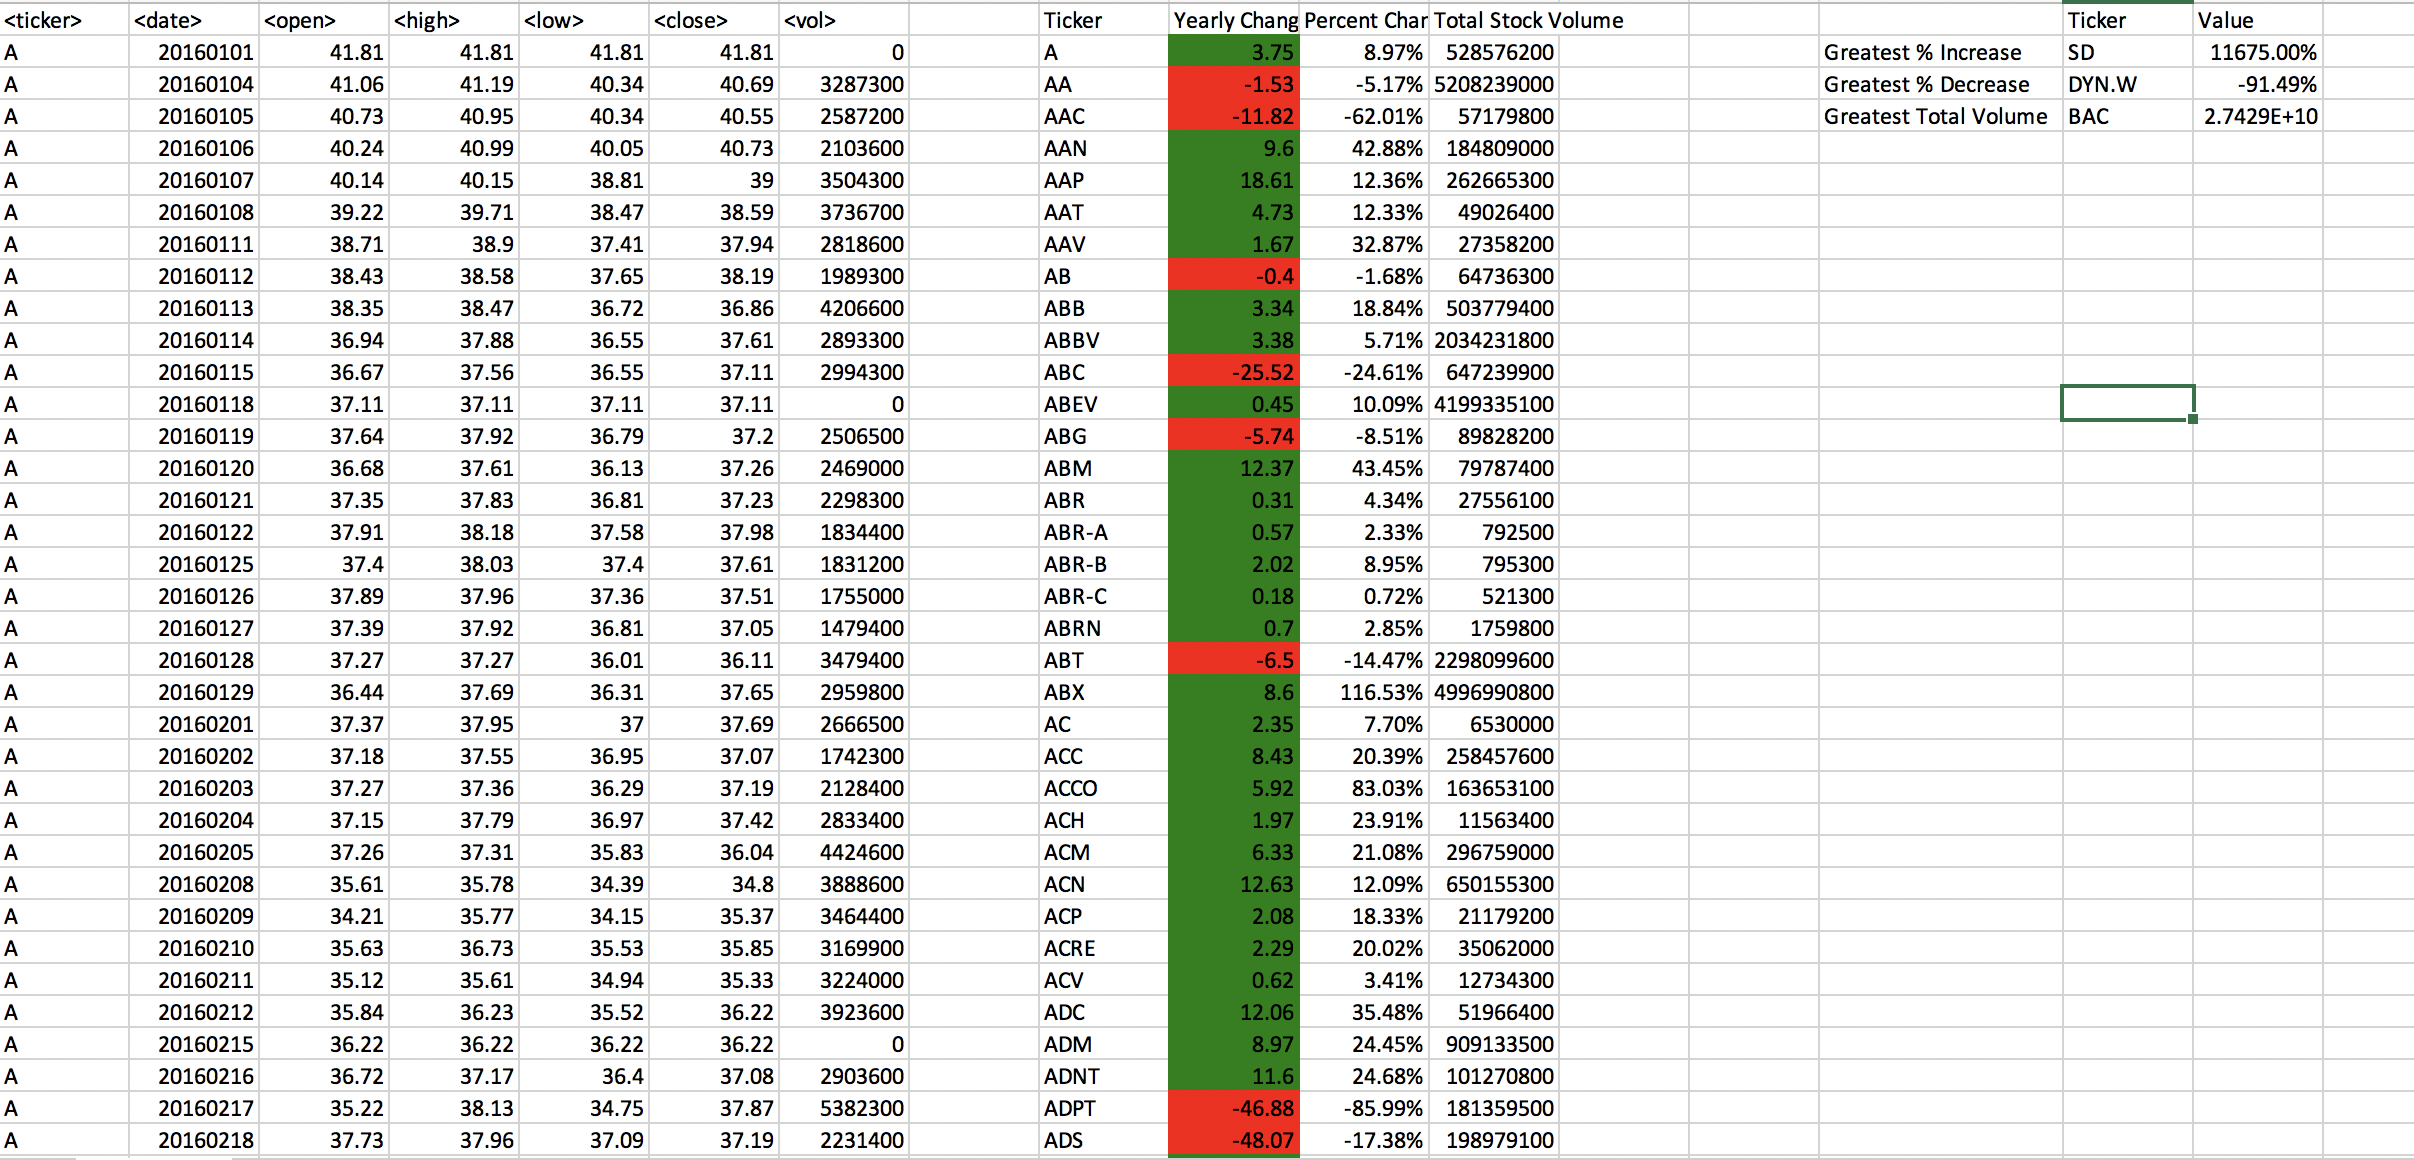 <ticker> <date> <open> <high> <low> <close> <vol> Ticker Yearly Chang Percent Char Total Stock Volume Ticker Value
A 20160101 41.81 41.81 41.81 41.81 0 A 3.75 8.97% 528576200 Greatest % Increase SD 11675.00%
A 20160104 41.06 41.19 40.34 40.69 3287300 AA -1.53 -5.17% 5208239000 Greatest % Decrease DYN.W -91.49%
A 20160105 40.73 40.95 40.34 40.55 2587200 AAC -11.82 -62.01% 57179800 Greatest Total Volume BAC 2.7429E+10
A 20160106 40.24 40.99 40.05 40.73 2103600 AAN 9.6 42.88% 184809000
A 20160107 40.14 40.15 38.81 39 3504300 AAP 18.61 12.36% 262665300
A 20160108 39.22 39.71 38.47 38.59 3736700 AAT 4.73 12.33% 49026400
A 20160111 38.71 38.9 37.41 37.94 2818600 AAV 1.67 32.87% 27358200
A 20160112 38.43 38.58 37.65 38.19 1989300 AB -0.4 -1.68% 64736300
A 20160113 38.35 38.47 36.72 36.86 4206600 ABB 3.34 18.84% 503779400
A 20160114 36.94 37.88 36.55 37.61 2893300 ABBV 3.38 5.71% 2034231800
A 20160115 36.67 37.56 36.55 37.11 2994300 ABC -25.52 -24.61% 647239900
A 20160118 37.11 37.11 37.11 37.11 0 ABEV 0.45 10.09% 4199335100
A 20160119 37.64 37.92 36.79 37.2 2506500 ABG -5.74 -8.51% 89828200
A 20160120 36.68 37.61 36.13 37.26 2469000 ABM 12.37 43.45% 79787400
A 20160121 37.35 37.83 36.81 37.23 2298300 ABR 0.31 4.34% 27556100
A 20160122 37.91 38.18 37.58 37.98 1834400 ABR-A 0.57 2.33% 792500
A 20160125 37.4 38.03 37.4 37.61 1831200 ABR-B 2.02 8.95% 795300
A 20160126 37.89 37.96 37.36 37.51 1755000 ABR-C 0.18 0.72% 521300
A 20160127 37.39 37.92 36.81 37.05 1479400 ABRN 0.7 2.85% 1759800
A 20160128 37.27 37.27 36.01 36.11 3479400 ABT -6.5 -14.47% 2298099600
A 20160129 36.44 37.69 36.31 37.65 2959800 ABX 8.6 116.53% 4996990800
A 20160201 37.37 37.95 37 37.69 2666500 AC 2.35 7.70% 6530000
A 20160202 37.18 37.55 36.95 37.07 1742300 ACC 8.43 20.39% 258457600
A 20160203 37.27 37.36 36.29 37.19 2128400 ACCO 5.92 83.03% 163653100
A 20160204 37.15 37.79 36.97 37.42 2833400 ACH 1.97 23.91% 11563400
A 20160205 37.26 37.31 35.83 36.04 4424600 ACM 6.33 21.08% 296759000
A 20160208 35.61 35.78 34.39 34.8 3888600 ACN 12.63 12.09% 650155300
A 20160209 34.21 35.77 34.15 35.37 3464400 ACP 2.08 18.33% 21179200
A 20160210 35.63 36.73 35.53 35.85 3169900 ACRE 2.29 20.02% 35062000
A 20160211 35.12 35.61 34.94 35.33 3224000 ACV 0.62 3.41% 12734300
A 20160212 35.84 36.23 35.52 36.22 3923600 ADC 12.06 35.48% 51966400
A 20160215 36.22 36.22 36.22 36.22 0 ADM 8.97 24.45% 909133500
A 20160216 36.72 37.17 36.4 37.08 2903600 ADNT 11.6 24.68% 101270800
A 20160217 35.22 38.13 34.75 37.87 5382300 ADPT -46.88 -85.99% 181359500
A 20160218 37.73 37.96 37.09 37.19 2231400 ADS -48.07 -17.38% 198979100